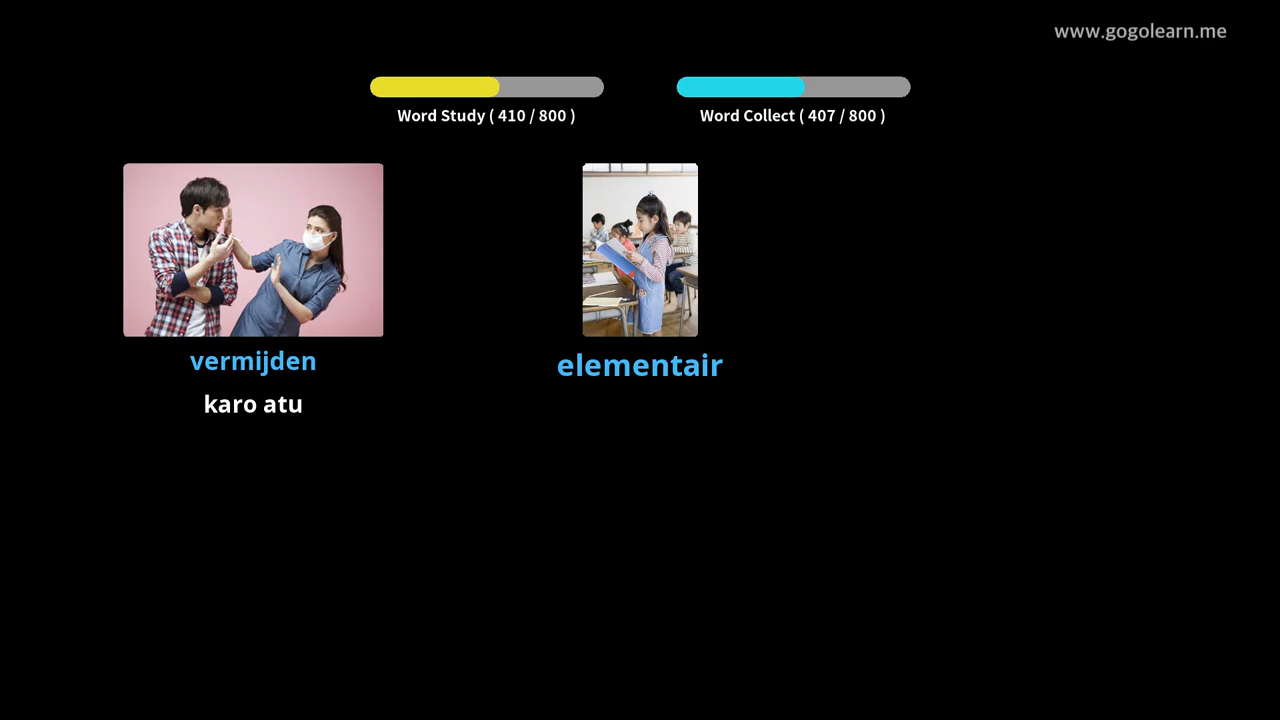 www.gogolearn.me
Word Study ( 410 / 800 )
Word Collect ( 407 / 800 )
vermijden
karo atu
elementair